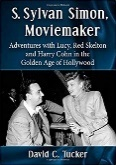 S. Sylvan Simon,
Moviemaker
Adventures with Lucy, Red Skelton
and Harry Cohn in the
Golden Age of Hollywood
David C. Tucker